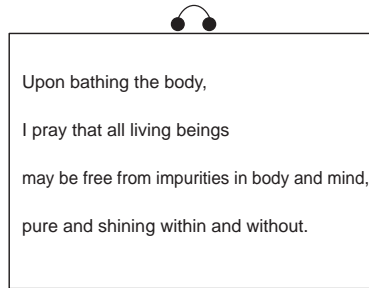 Upon bathing the body,
I pray that all living beings
may be free from impurities in body and mind,
pure and shining within and without.